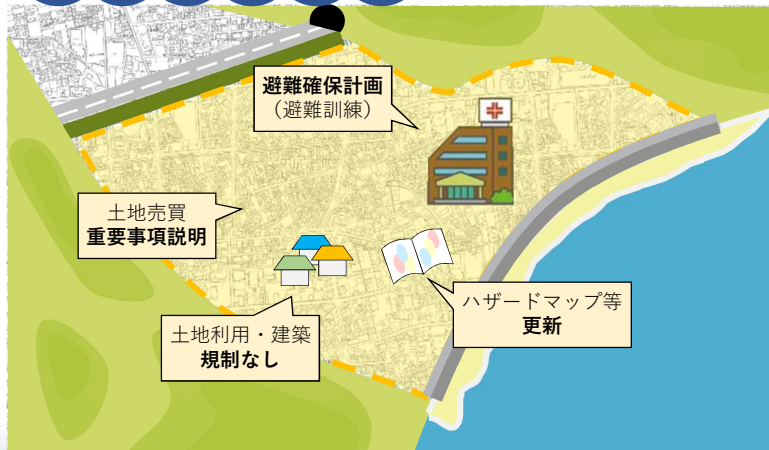 避難確保計画
（避難訓練）
土地売買
重要事項説明
土地利用・建築
規制なし
ハザードマップ等
更新